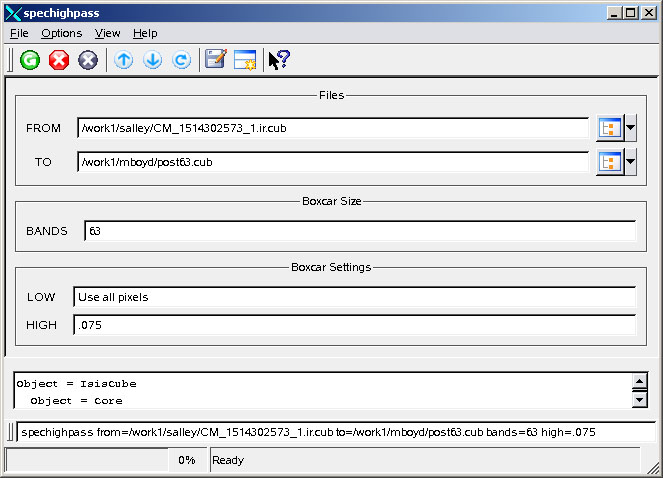 spechighpass
File Options View Help
Files
FROM /work1/salley/CM_1514302573_1.ir.cub
TO /work1/mboyd/post63.cub
Boxcar Size
BANDS 63
Boxcar Settings
LOW Use all pixels
HIGH .075
Object = IsisCube
Object = Core
spechighpass from=/work1/salley/CM_1514302573_1.ir.cub to=/work1/mboyd/post63.cub bands=63 high=.075
0% Ready